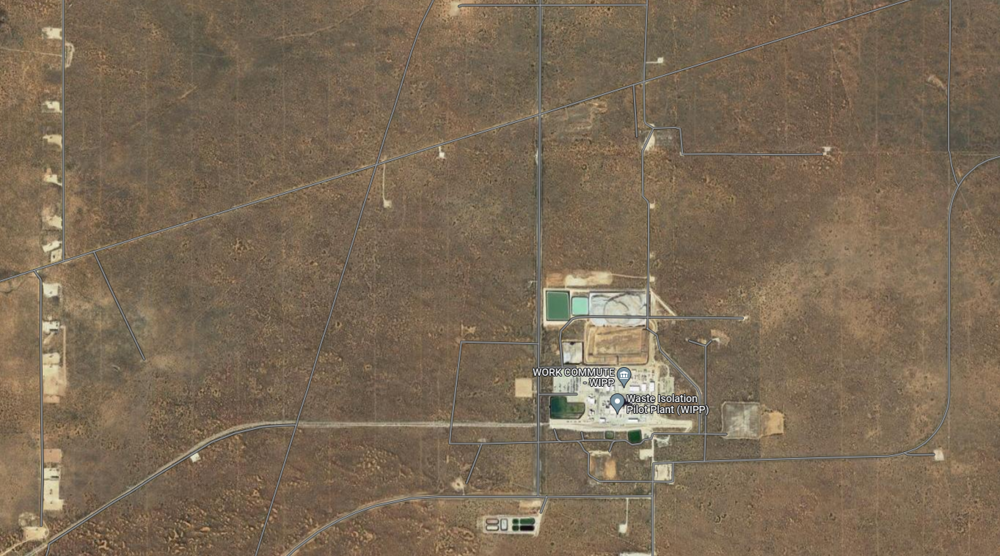 WORK COMMUTE
- WIPP
Waste Isolation
Pilot Plant (WIPP)